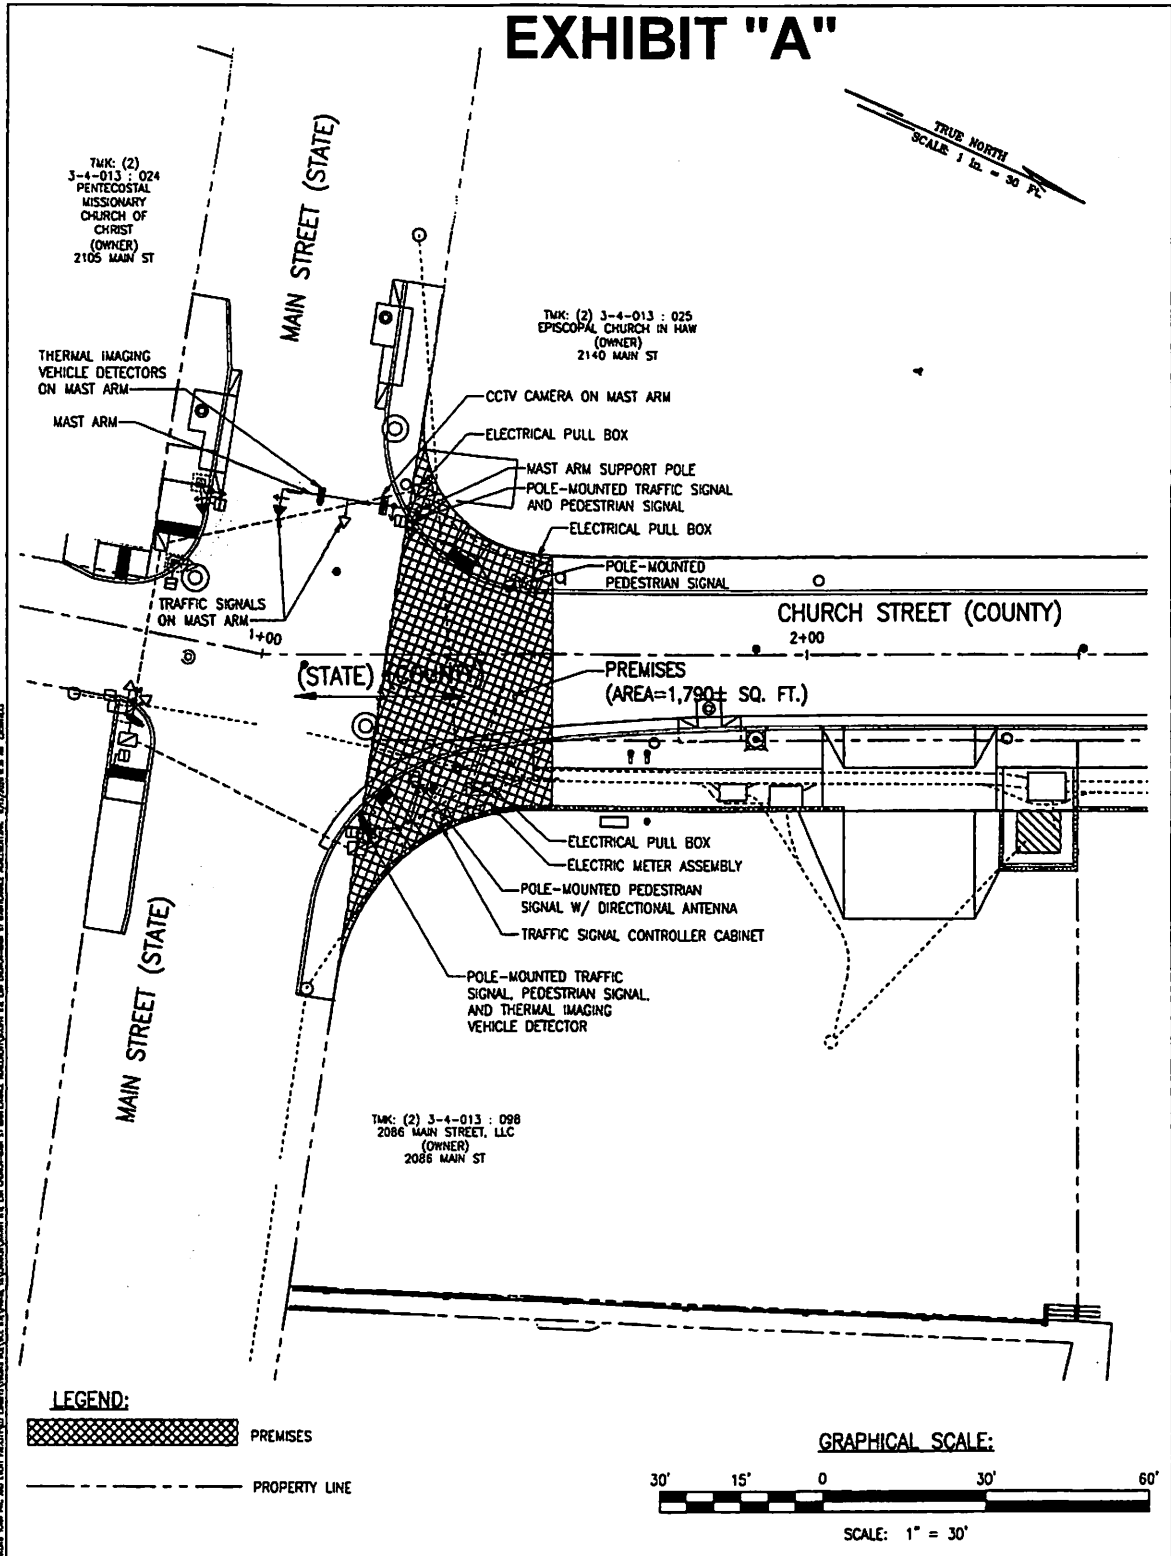 EXHIBIT "A"
TRUE NORTH
SCALE: 1 in. = 30 Ft.
TMK: (2)
3-4-013 : 024
PENTECOSTAL
MISSIONARY
CHURCH OF
CHRIST
(OWNER)
2105 MAIN ST
MAIN STREET (STATE)
TMK: (2) 3-4-013 : 025
EPISCOPAL CHURCH IN HAW
(OWNER)
2140 MAIN ST
THERMAL IMAGING
VEHICLE DETECTORS
ON MAST ARM
MAST ARM
CCTV CAMERA ON MAST ARM
ELECTRICAL PULL BOX
MAST ARM SUPPORT POLE
POLE-MOUNTED TRAFFIC SIGNAL
AND PEDESTRIAN SIGNAL
ELECTRICAL PULL BOX
POLE-MOUNTED
PEDESTRIAN SIGNAL
TRAFFIC SIGNALS
ON MAST ARM
1+00
CHURCH STREET (COUNTY)
2+00
(STATE) (COUNTY)
PREMISES
(AREA=1,790± SQ. FT.)
ELECTRICAL PULL BOX
ELECTRIC METER ASSEMBLY
POLE-MOUNTED PEDESTRIAN
SIGNAL W/ DIRECTIONAL ANTENNA
TRAFFIC SIGNAL CONTROLLER CABINET
POLE-MOUNTED TRAFFIC
SIGNAL, PEDESTRIAN SIGNAL,
AND THERMAL IMAGING
VEHICLE DETECTOR
MAIN STREET (STATE)
TMK: (2) 3-4-013 : 098
2086 MAIN STREET, LLC
(OWNER)
2086 MAIN ST
LEGEND:
PREMISES
PROPERTY LINE
GRAPHICAL SCALE:
30' 15' 0 30' 60'
SCALE: 1" = 30'